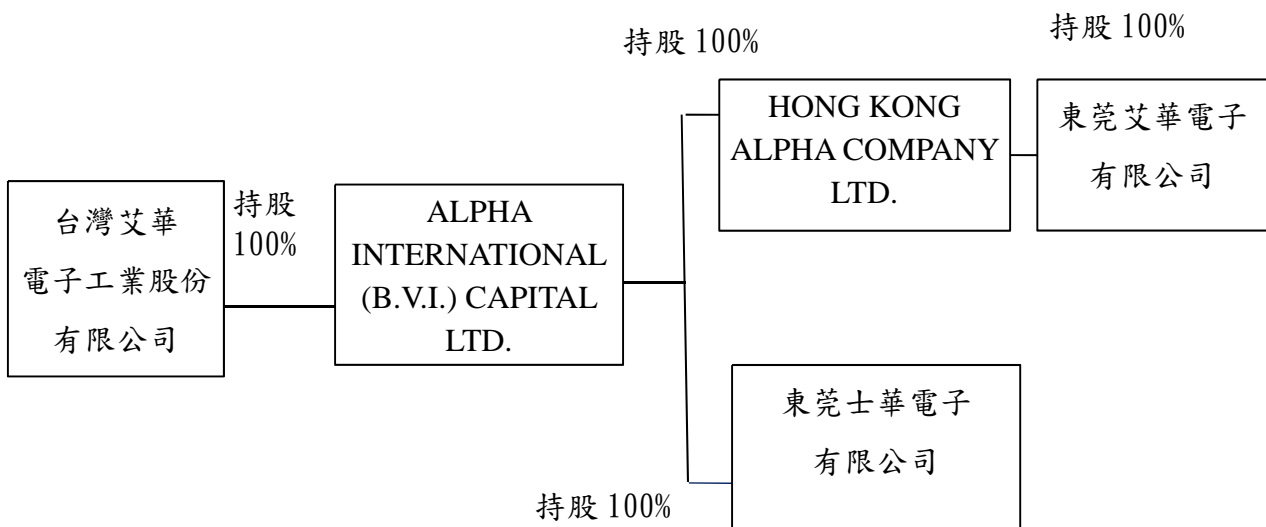 台灣艾華
電子工業股份
有限公司
持股
100%
ALPHA
INTERNATIONAL
(B.V.I.) CAPITAL
LTD.
持股 100%
HONG KONG
ALPHA COMPANY
LTD.
持股 100%
東莞艾華電子
有限公司
持股 100%
東莞士華電子
有限公司